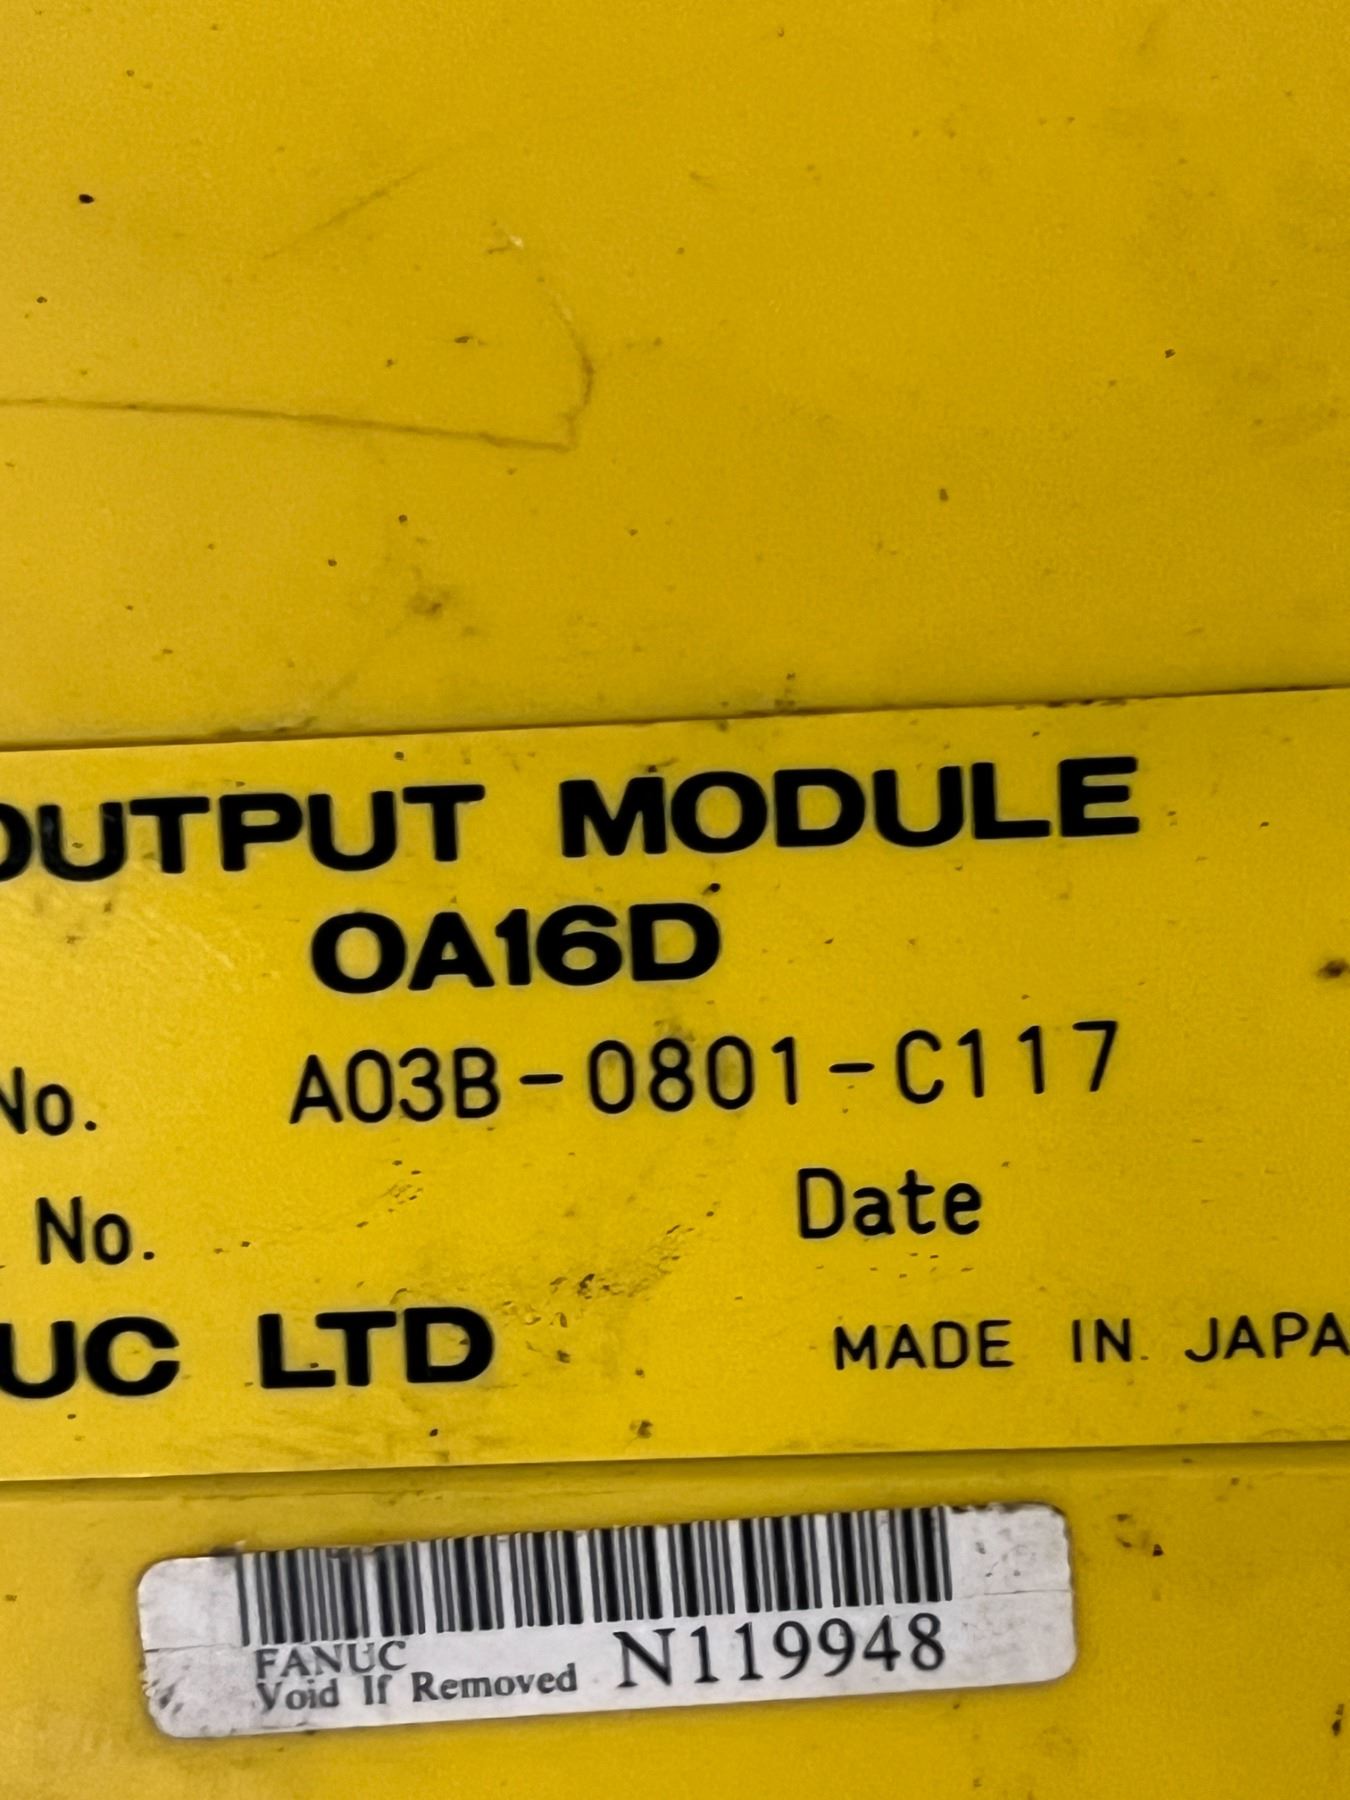 OUTPUT MODULE
OA16D
No. A03B-0801-C117
No. Date
UC LTD MADE IN JAPA
FANUC
Void If Removed N119948